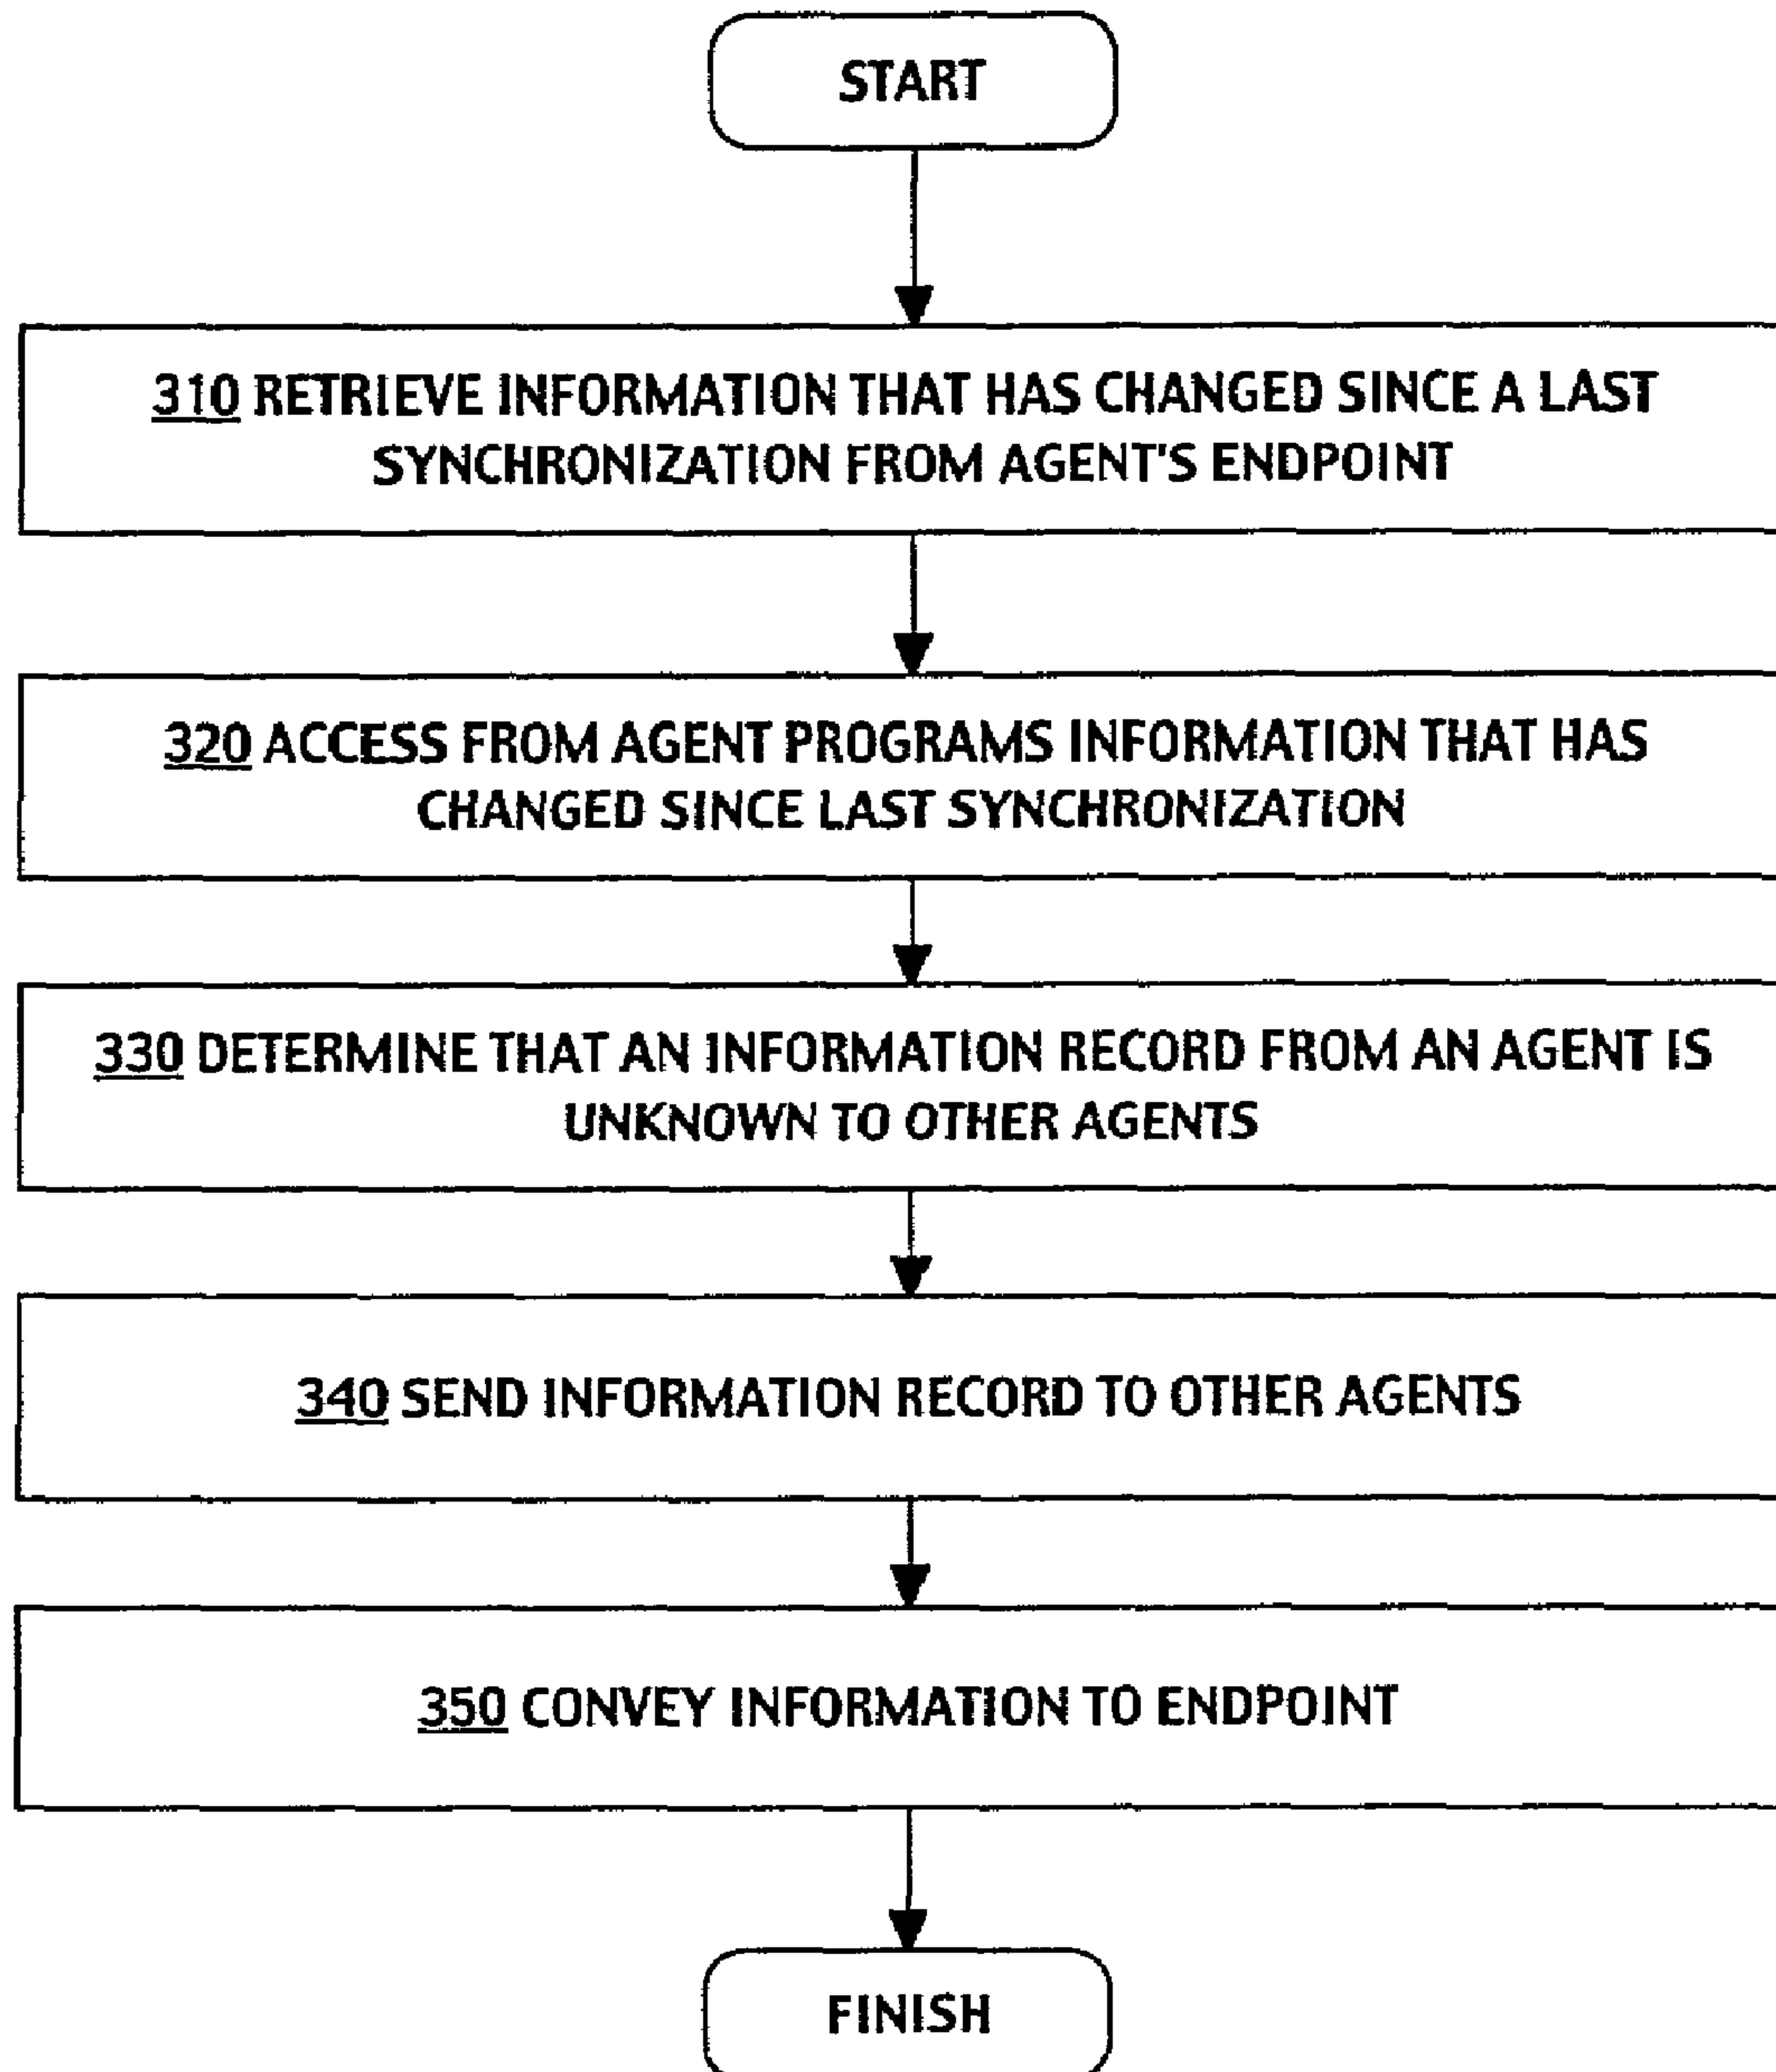 START
310 RETRIEVE INFORMATION THAT HAS CHANGED SINCE A LAST
SYNCHRONIZATION FROM AGENT'S ENDPOINT
320 ACCESS FROM AGENT PROGRAMS INFORMATION THAT HAS
CHANGED SINCE LAST SYNCHRONIZATION
330 DETERMINE THAT AN INFORMATION RECORD FROM AN AGENT IS
UNKNOWN TO OTHER AGENTS
340 SEND INFORMATION RECORD TO OTHER AGENTS
350 CONVEY INFORMATION TO ENDPOINT
FINISH